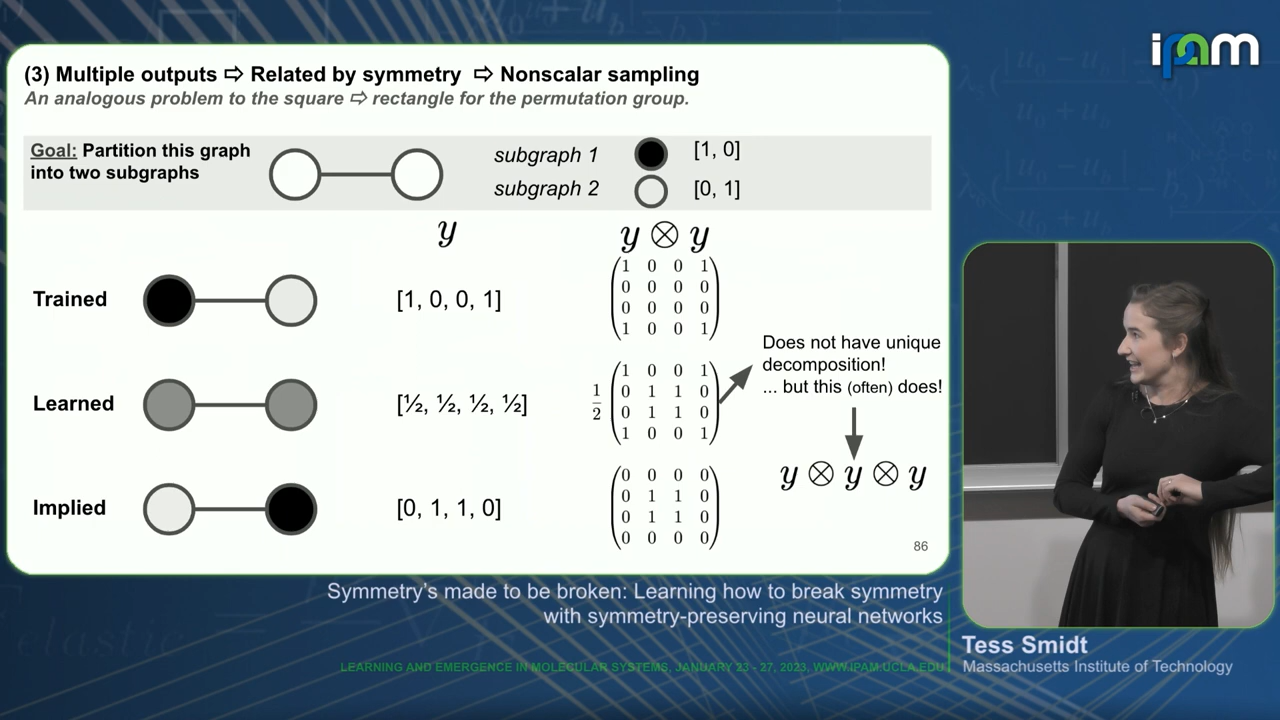 ipam
(3) Multiple outputs ⇨ Related by symmetry ⇨ Nonscalar sampling
An analogous problem to the square ⇨ rectangle for the permutation group.
Goal: Partition this graph
into two subgraphs
subgraph 1
[1, 0]
subgraph 2
[0, 1]
y
y ⊗ y
Trained
[1, 0, 0, 1]
1 0 0 1
0 0 0 0
0 0 0 0
1 0 0 1
Does not have unique
decomposition!
... but this (often) does!
Learned
[½, ½, ½, ½]
1/2
1 0 0 1
0 1 1 0
0 1 1 0
1 0 0 1
y ⊗ y ⊗ y
Implied
[0, 1, 1, 0]
0 0 0 0
0 1 1 0
0 1 1 0
0 0 0 0
86
Symmetry's made to be broken: Learning how to break symmetry
with symmetry-preserving neural networks
Tess Smidt
Massachusetts Institute of Technology
LEARNING AND EMERGENCE IN MOLECULAR SYSTEMS, JANUARY 23 - 27, 2023, WWW.IPAM.UCLA.EDU
elastic